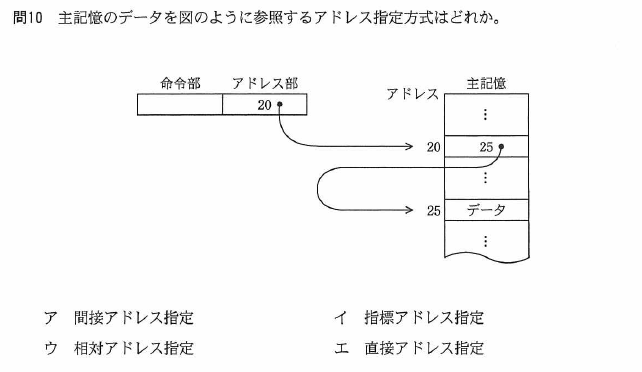 問10 主記憶のデータを図のように参照するアドレス指定方式はどれか。
命令部 アドレス部
20
アドレス 主記憶
⋮
20 25
⋮
25 データ
⋮
ア 間接アドレス指定 イ 指標アドレス指定
ウ 相対アドレス指定 エ 直接アドレス指定